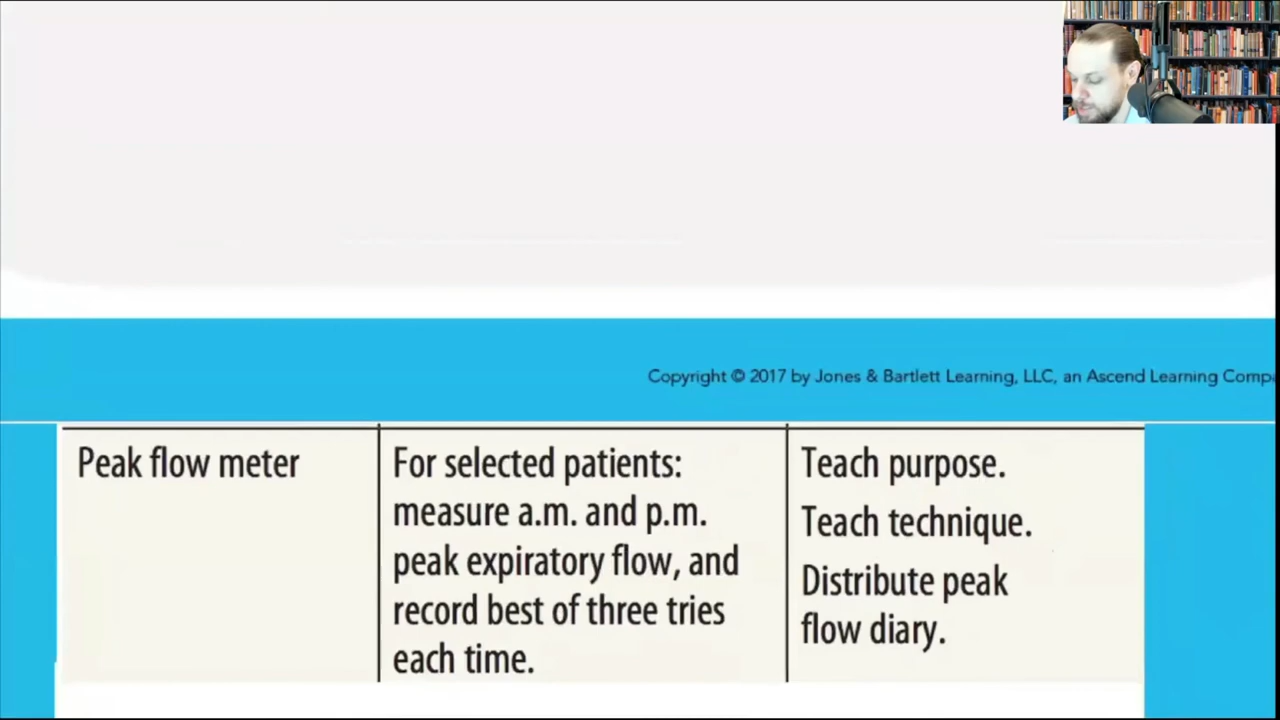 Copyright © 2017 by Jones & Bartlett Learning, LLC, an Ascend Learning Compa
Peak flow meter
For selected patients:
measure a.m. and p.m.
peak expiratory flow, and
record best of three tries
each time.
Teach purpose.
Teach technique.
Distribute peak
flow diary.